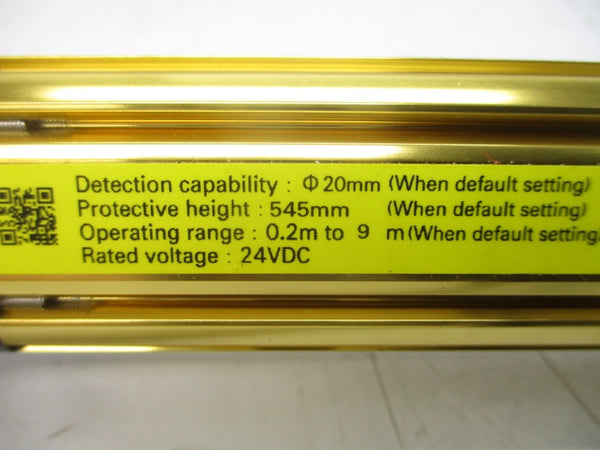 Detection capability : Φ 20mm (When default setting)
Protective height : 545mm (When default setting)
Operating range : 0.2m to 9 m (When default setting)
Rated voltage : 24VDC